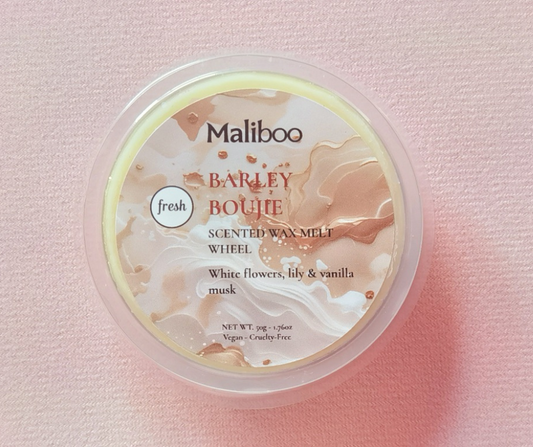 Maliboo
BARLEY
BOUJIE
fresh
SCENTED WAX MELT
WHEEL
White flowers, lily & vanilla
musk
NET WT. 50g - 1.76oz
Vegan - Cruelty-Free